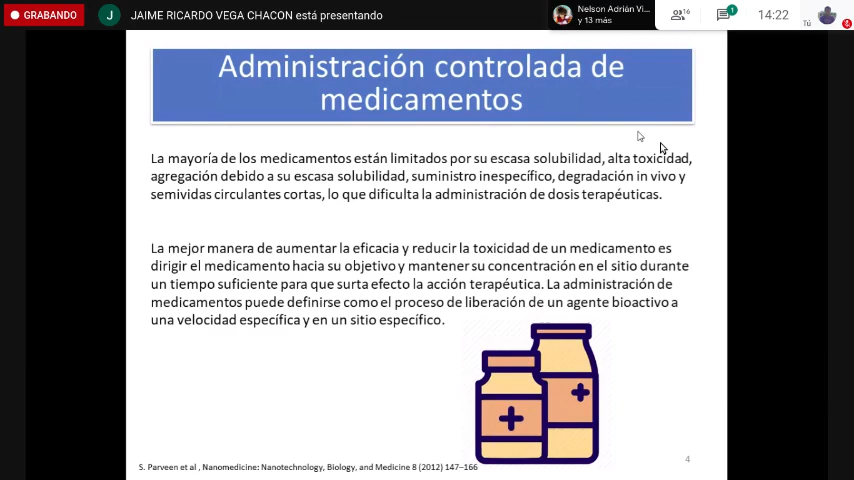 GRABANDO
J JAIME RICARDO VEGA CHACON está presentando
Nelson Adrián Vi...
y 13 más
16
1
14:22
Tú
Administración controlada de
medicamentos
La mayoría de los medicamentos están limitados por su escasa solubilidad, alta toxicidad,
agregación debido a su escasa solubilidad, suministro inespecífico, degradación in vivo y
semividas circulantes cortas, lo que dificulta la administración de dosis terapéuticas.
La mejor manera de aumentar la eficacia y reducir la toxicidad de un medicamento es
dirigir el medicamento hacia su objetivo y mantener su concentración en el sitio durante
un tiempo suficiente para que surta efecto la acción terapéutica. La administración de
medicamentos puede definirse como el proceso de liberación de un agente bioactivo a
una velocidad específica y en un sitio específico.
4
S. Parveen et al , Nanomedicine: Nanotechnology, Biology, and Medicine 8 (2012) 147–166